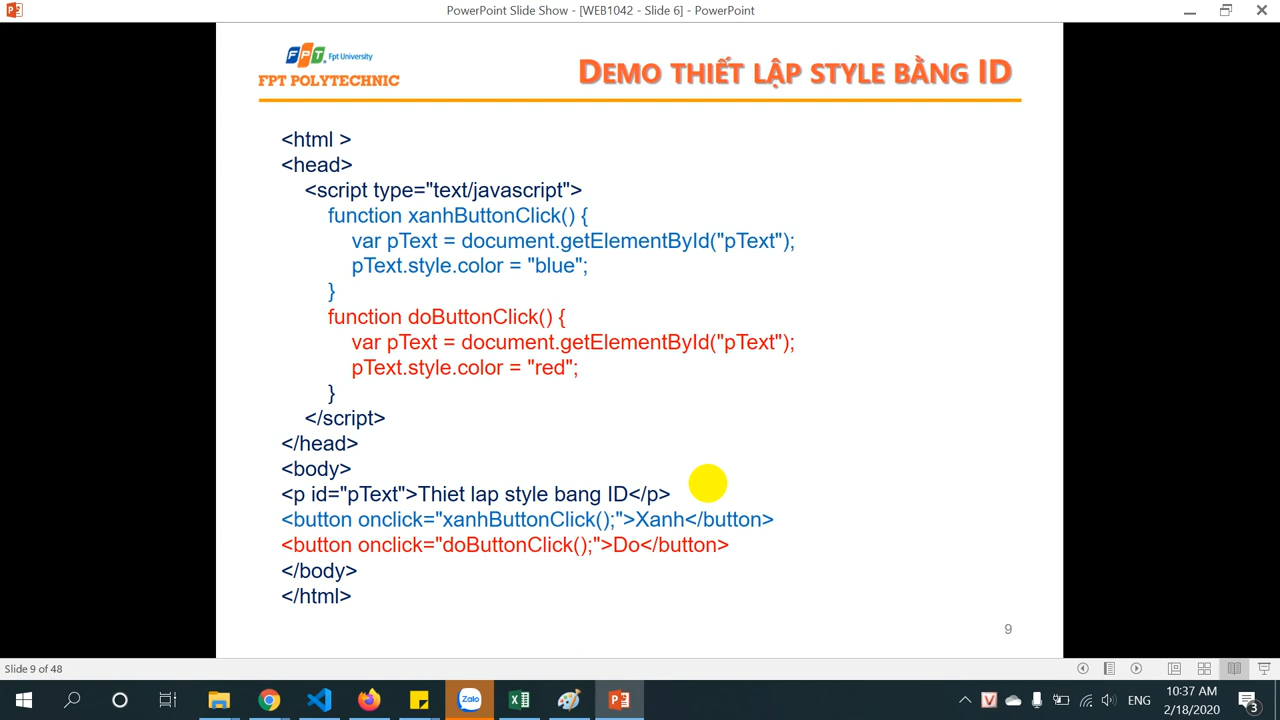 PowerPoint Slide Show - [WEB1042 - Slide 6] - PowerPoint
FPT. Fpt University
FPT POLYTECHNIC
DEMO THIẾT LẬP STYLE BẰNG ID
<html >
<head>
<script type="text/javascript">
function xanhButtonClick() {
var pText = document.getElementById("pText");
pText.style.color = "blue";
}
function doButtonClick() {
var pText = document.getElementById("pText");
pText.style.color = "red";
}
</script>
</head>
<body>
<p id="pText">Thiet lap style bang ID</p>
<button onclick="xanhButtonClick();">Xanh</button>
<button onclick="doButtonClick();">Do</button>
</body>
</html>
9
Slide 9 of 48
Zalo
ENG
10:37 AM
2/18/2020
3